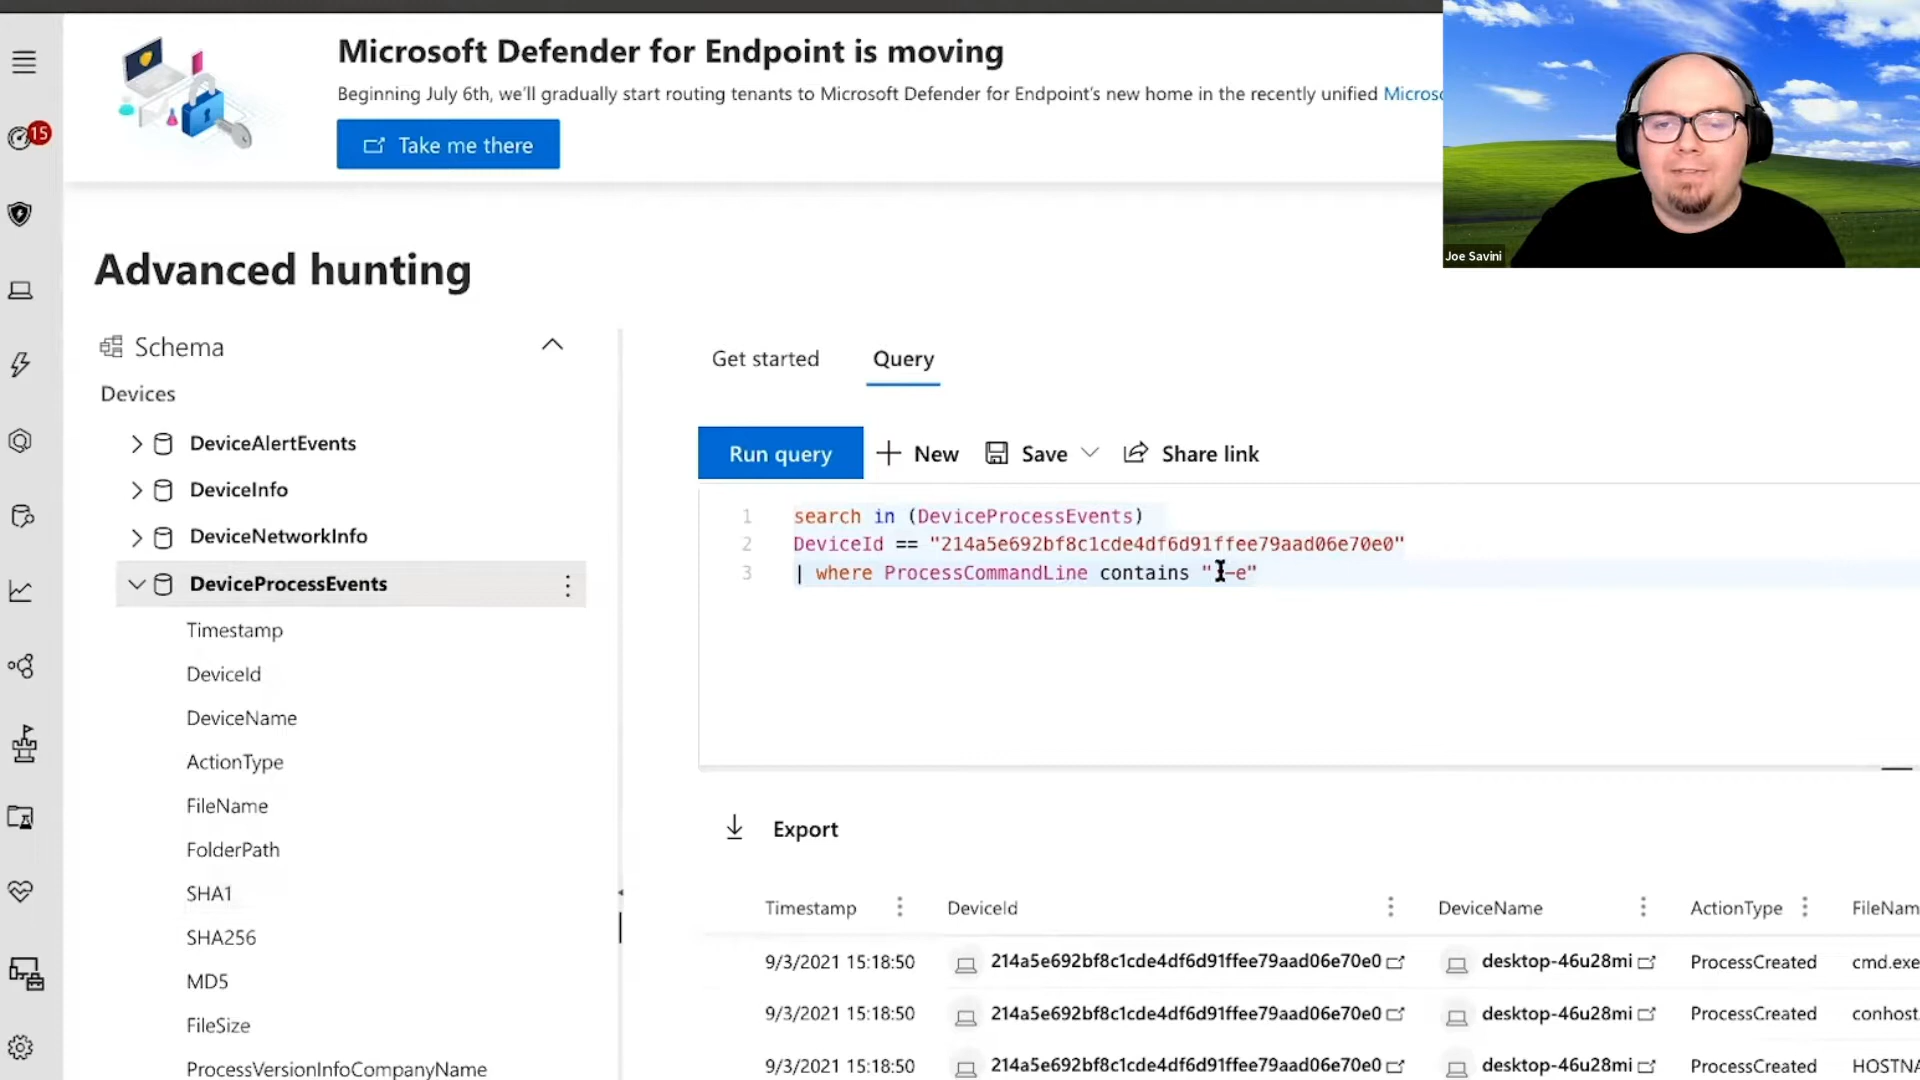 Microsoft Defender for Endpoint is moving
Beginning July 6th, we'll gradually start routing tenants to Microsoft Defender for Endpoint's new home in the recently unified
Take me there
Joe Savini
15
Advanced hunting
Schema
Devices
DeviceAlertEvents
DeviceInfo
DeviceNetworkInfo
DeviceProcessEvents
Timestamp
DeviceId
DeviceName
ActionType
FileName
FolderPath
SHA1
SHA256
MD5
FileSize
ProcessVersionInfoCompanyName
Get started Query
Run query New Save Share link
1 search in (DeviceProcessEvents)
2 DeviceId == "214a5e692bf8c1cde4df6d91ffee79aad06e70e0"
3 | where ProcessCommandLine contains " -e"
Export
Timestamp DeviceId DeviceName ActionType FileNam
9/3/2021 15:18:50 214a5e692bf8c1cde4df6d91ffee79aad06e70e0 desktop-46u28mi ProcessCreated cmd.exe
9/3/2021 15:18:50 214a5e692bf8c1cde4df6d91ffee79aad06e70e0 desktop-46u28mi ProcessCreated conhost
9/3/2021 15:18:50 214a5e692bf8c1cde4df6d91ffee79aad06e70e0 desktop-46u28mi ProcessCreated HOSTNA